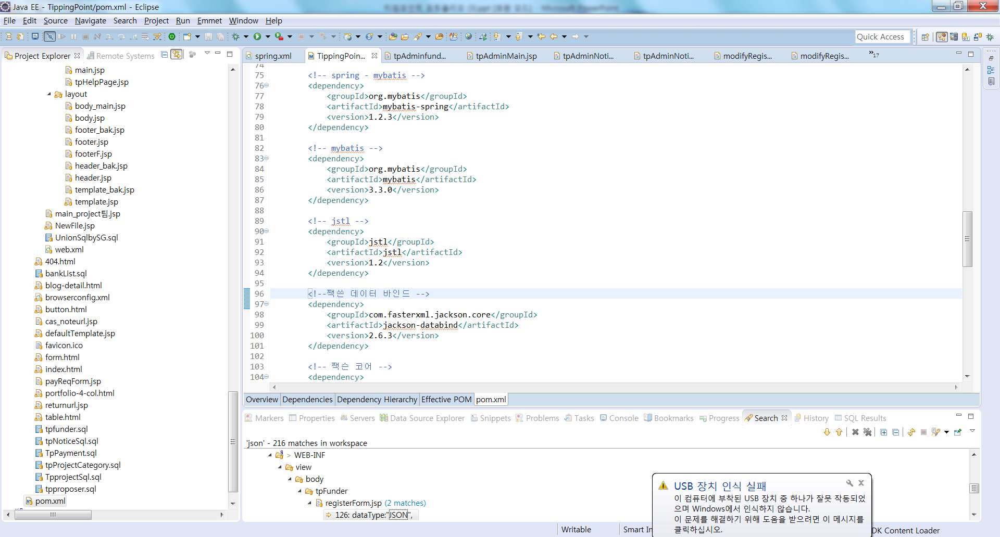 Java EE - TippingPoint/pom.xml - Eclipse
File Edit Source Navigate Search Project Run Emmet Window Help
Quick Access
Project Explorer
Remote Systems
main.jsp
tpHelpPage.jsp
layout
body_main.jsp
body.jsp
footer_bak.jsp
footer.jsp
footerF.jsp
header_bak.jsp
header.jsp
template_bak.jsp
template.jsp
main_project팀.jsp
NewFile.jsp
UnionSqlbySG.sql
web.xml
404.html
bankList.sql
blog-detail.html
browserconfig.xml
button.html
cas_noteurl.jsp
defaultTemplate.jsp
favicon.ico
form.html
index.html
payReqForm.jsp
portfolio-4-col.html
returnurl.jsp
table.html
tpfunder.sql
tpNoticeSql.sql
TpPayment.sql
tpProjectCategory.sql
TpprojectSql.sql
tpproposer.sql
pom.xml
spring.xml TippingPoin... tpAdminfund... tpAdminMain.jsp tpAdminNoti... tpAdminNoti... modifyRegis... modifyRegis... »17
74
75 <!-- spring - mybatis -->
76 <dependency>
77 <groupId>org.mybatis</groupId>
78 <artifactId>mybatis-spring</artifactId>
79 <version>1.2.3</version>
80 </dependency>
81
82 <!-- mybatis -->
83 <dependency>
84 <groupId>org.mybatis</groupId>
85 <artifactId>mybatis</artifactId>
86 <version>3.3.0</version>
87 </dependency>
88
89 <!-- jstl -->
90 <dependency>
91 <groupId>jstl</groupId>
92 <artifactId>jstl</artifactId>
93 <version>1.2</version>
94 </dependency>
95
96 <!--잭쓴 데이터 바인드 -->
97 <dependency>
98 <groupId>com.fasterxml.jackson.core</groupId>
99 <artifactId>jackson-databind</artifactId>
100 <version>2.6.3</version>
101 </dependency>
102
103 <!-- 잭슨 코어 -->
104 <dependency>
Overview Dependencies Dependency Hierarchy Effective POM pom.xml
Markers Properties Servers Data Source Explorer Snippets Problems Tasks Console Bookmarks Progress Search History SQL Results
'json' - 216 matches in workspace
> WEB-INF
view
body
tpFunder
registerForm.jsp (2 matches)
126: dataType:"JSON",
USB 장치 인식 실패
이 컴퓨터에 부착된 USB 장치 중 하나가 잘못 작동되었
으며 Windows에서 인식하지 않습니다.
이 문제를 해결하기 위해 도움을 받으려면 이 메시지를
클릭하십시오.
Writable
Smart In
DK Content Loader